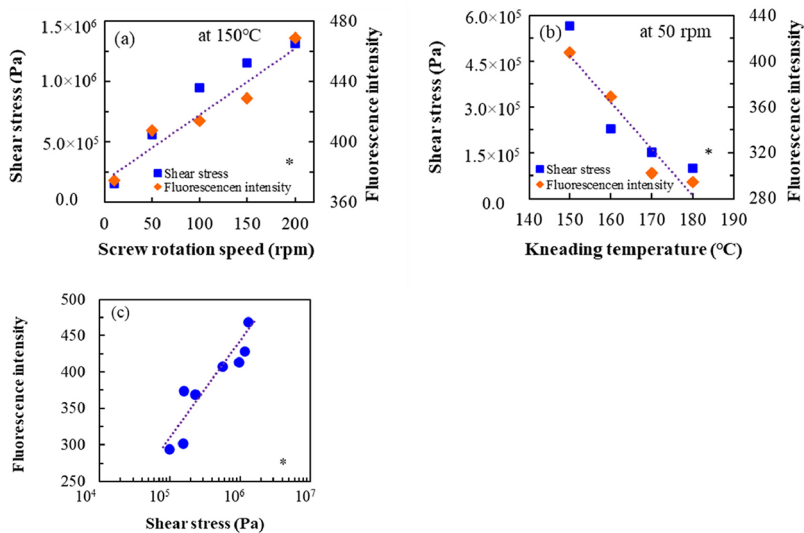 (a)
at 150°C
1.5×10⁶
1.0×10⁶
5.0×10⁵
0.0
Shear stress (Pa)
480
440
400
360
Fluorescence intensity
*
Shear stress
Fluorescencen intensity
0 50 100 150 200
Screw rotation speed (rpm)
(b)
at 50 rpm
6.0×10⁵
4.5×10⁵
3.0×10⁵
1.5×10⁵
0.0
Shear stress (Pa)
440
400
360
320
280
Fluorescence intensity
*
Shear stress
Fluorescencen intensity
140 150 160 170 180 190
Kneading temperature (°C)
(c)
500
450
400
350
300
250
Fluorescence intensity
*
10⁴ 10⁵ 10⁶ 10⁷
Shear stress (Pa)